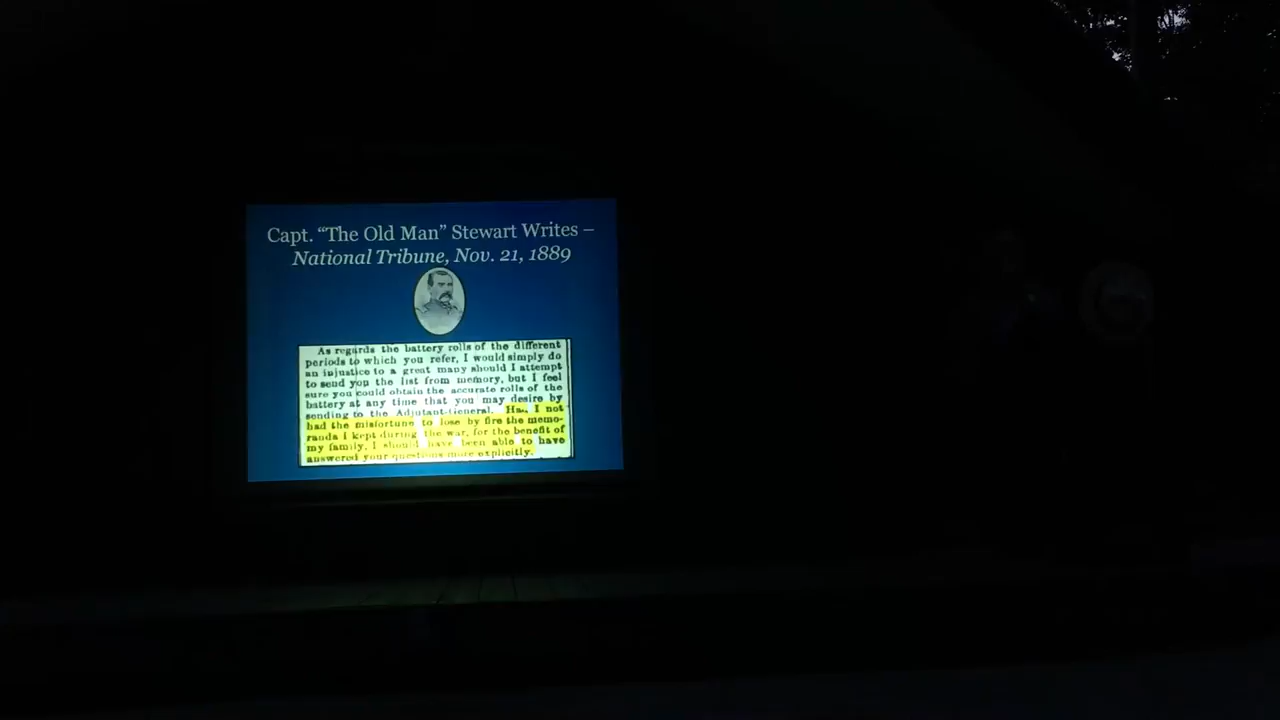 Capt. “The Old Man” Stewart Writes –
National Tribune, Nov. 21, 1889
As regards the battery rolls of the different
periods to which you refer, I would simply do
an injustice to a great many should I attempt
to send you the list from memory, but I feel
sure you could obtain the accurate rolls of the
battery at any time that you may desire by
sending to the Adjutant-General. Had I not
had the misfortune to lose by fire the memo-
randa I kept during the war, for the benefit of
my family, I should have been able to have
answered your questions more explicitly.